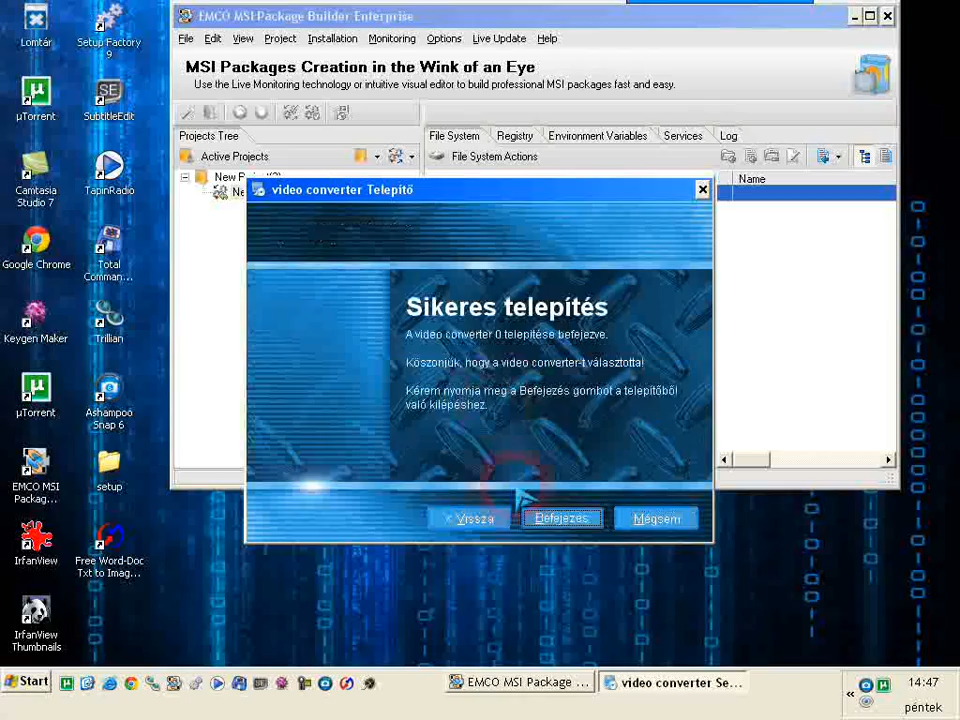 Lomtár
Setup Factory
9
µTorrent
SubtitleEdit
Camtasia
Studio 7
TapinRadio
Google Chrome
Total
Comman...
Keygen Maker
Trillian
µTorrent
Ashampoo
Snap 6
EMCO MSI
Packag...
setup
IrfanView
Free Word-Doc
Txt to Imag...
IrfanView
Thumbnails
EMCO MSI Package Builder Enterprise
File Edit View Project Installation Monitoring Options Live Update Help
MSI Packages Creation in the Wink of an Eye
Use the Live Monitoring technology or intuitive visual editor to build professional MSI packages fast and easy.
Projects Tree
File System Registry Environment Variables Services Log
Active Projects
File System Actions
Name
video converter Telepítő
Sikeres telepítés
A video converter 0 telepítése befejezve.
Köszönjük, hogy a video converter-t választotta!
Kérem nyomja meg a Befejezés gombot a telepítőből
való kilépéshez.
< Vissza
Befejezés
Mégsem
Start
EMCO MSI Package ...
video converter Se...
14:47
péntek